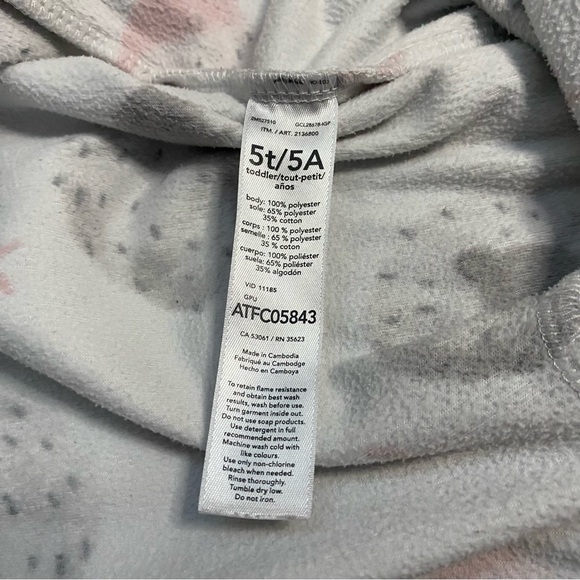 GCL2867B-IGP
ITM. / ART. 2136800
5t/5A
toddler/tout-petit/
años
body: 100% polyester
sole: 65% polyester
35% cotton
corps : 100 % polyester
semelle : 65 % polyester
35 % coton
cuerpo: 100% poliéster
suela: 65% poliéster
35% algodón
VID 11185
GPU
ATFC05843
CA 53061 / RN 35623
Made in Cambodia
Fabriqué au Cambodge
Hecho en Camboya
To retain flame resistance
and obtain best wash
results, wash before use.
Turn garment inside out.
Do not use soap products.
Use detergent in full
recommended amount.
Machine wash cold with
like colours.
Use only non-chlorine
bleach when needed.
Rinse thoroughly.
Tumble dry low.
Do not iron.